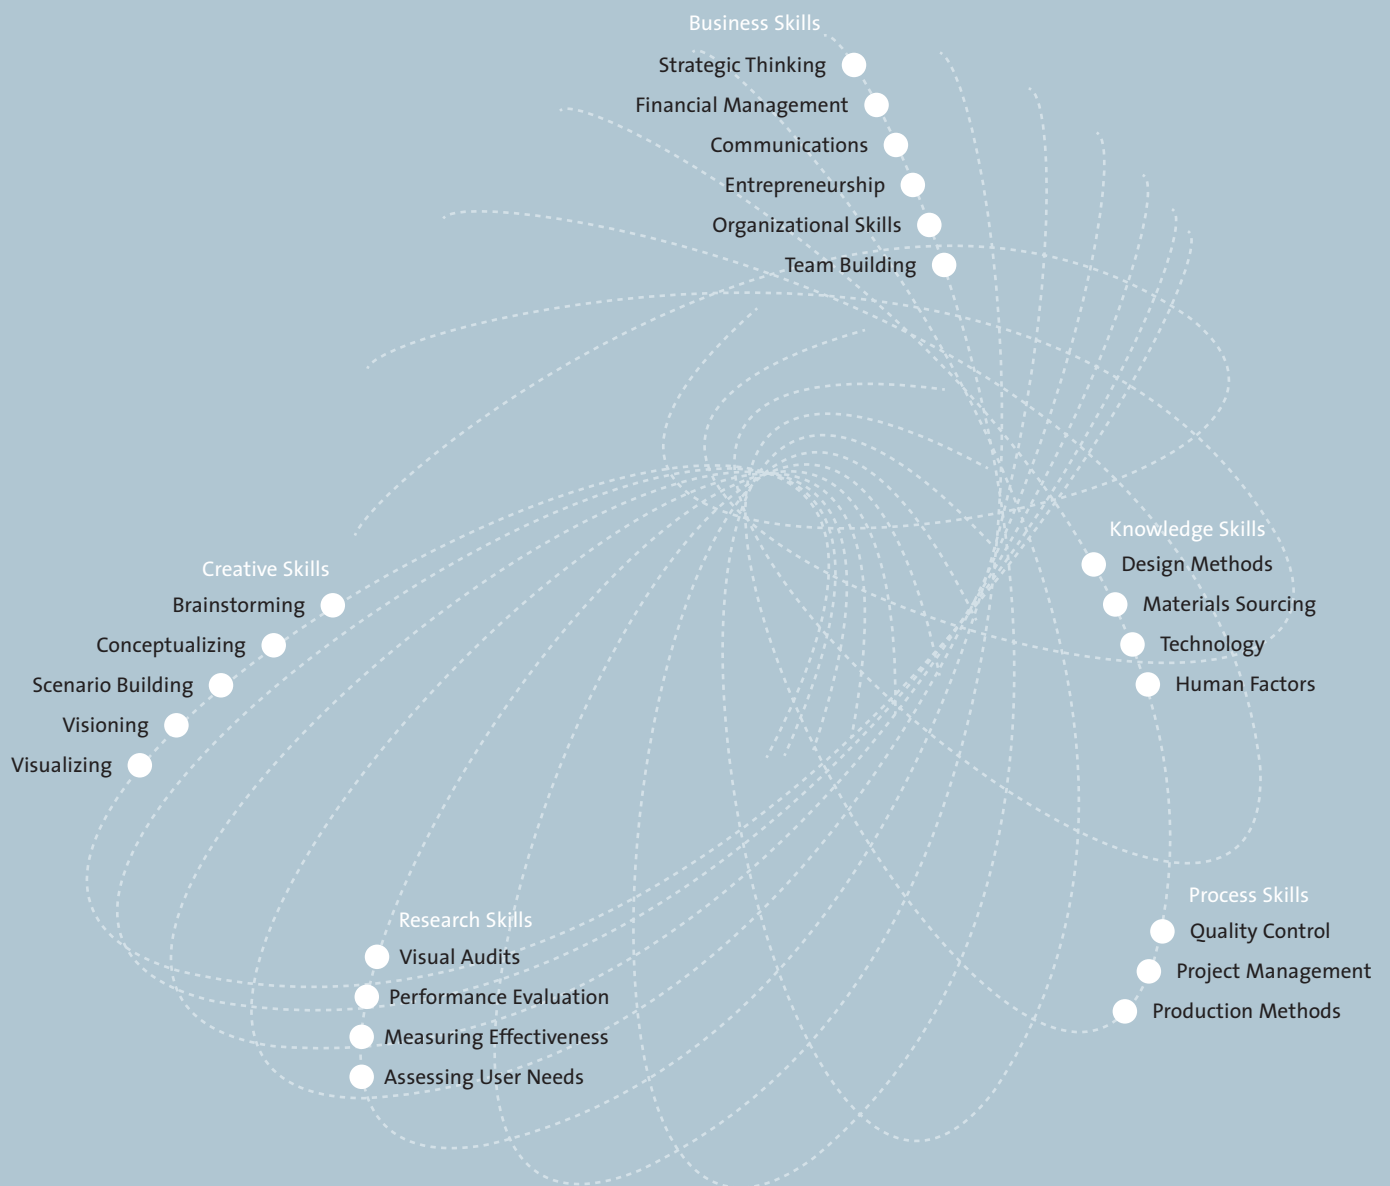 Business Skills
Strategic Thinking
Financial Management
Communications
Entrepreneurship
Organizational Skills
Team Building
Knowledge Skills
Design Methods
Materials Sourcing
Technology
Human Factors
Creative Skills
Brainstorming
Conceptualizing
Scenario Building
Visioning
Visualizing
Research Skills
Visual Audits
Performance Evaluation
Measuring Effectiveness
Assessing User Needs
Process Skills
Quality Control
Project Management
Production Methods